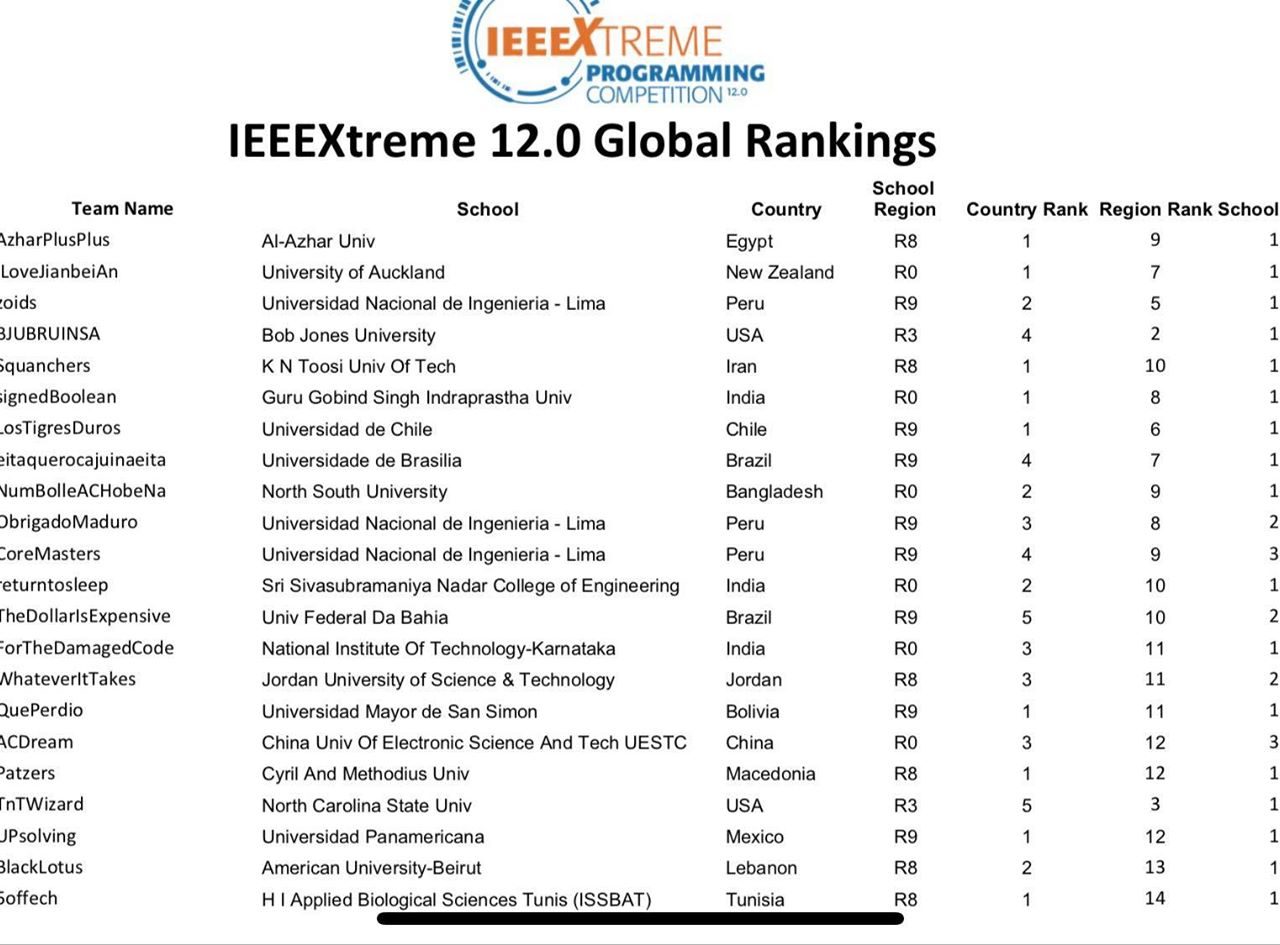 IEEEXTREME
PROGRAMMING
COMPETITION 12.0
IEEEXtreme 12.0 Global Rankings
Team Name School Country School Region Country Rank Region Rank School
AzharPlusPlus Al-Azhar Univ Egypt R8 1 9 1
LoveJianbeiAn University of Auckland New Zealand R0 1 7 1
zoids Universidad Nacional de Ingenieria - Lima Peru R9 2 5 1
BJUBRUINSA Bob Jones University USA R3 4 2 1
Squanchers K N Toosi Univ Of Tech Iran R8 1 10 1
signedBoolean Guru Gobind Singh Indraprastha Univ India R0 1 8 1
LosTigresDuros Universidad de Chile Chile R9 1 6 1
eitaquerocajuinaeita Universidade de Brasilia Brazil R9 4 7 1
NumBolleACHobeNa North South University Bangladesh R0 2 9 1
ObrigadoMaduro Universidad Nacional de Ingenieria - Lima Peru R9 3 8 2
CoreMasters Universidad Nacional de Ingenieria - Lima Peru R9 4 9 3
returntosleep Sri Sivasubramaniya Nadar College of Engineering India R0 2 10 1
TheDollarIsExpensive Univ Federal Da Bahia Brazil R9 5 10 2
ForTheDamagedCode National Institute Of Technology-Karnataka India R0 3 11 1
WhateverItTakes Jordan University of Science & Technology Jordan R8 3 11 2
QuePerdio Universidad Mayor de San Simon Bolivia R9 1 11 1
ACDream China Univ Of Electronic Science And Tech UESTC China R0 3 12 3
Patzers Cyril And Methodius Univ Macedonia R8 1 12 1
TnTWizard North Carolina State Univ USA R3 5 3 1
UPsolving Universidad Panamericana Mexico R9 1 12 1
BlackLotus American University-Beirut Lebanon R8 2 13 1
5offech H I Applied Biological Sciences Tunis (ISSBAT) Tunisia R8 1 14 1